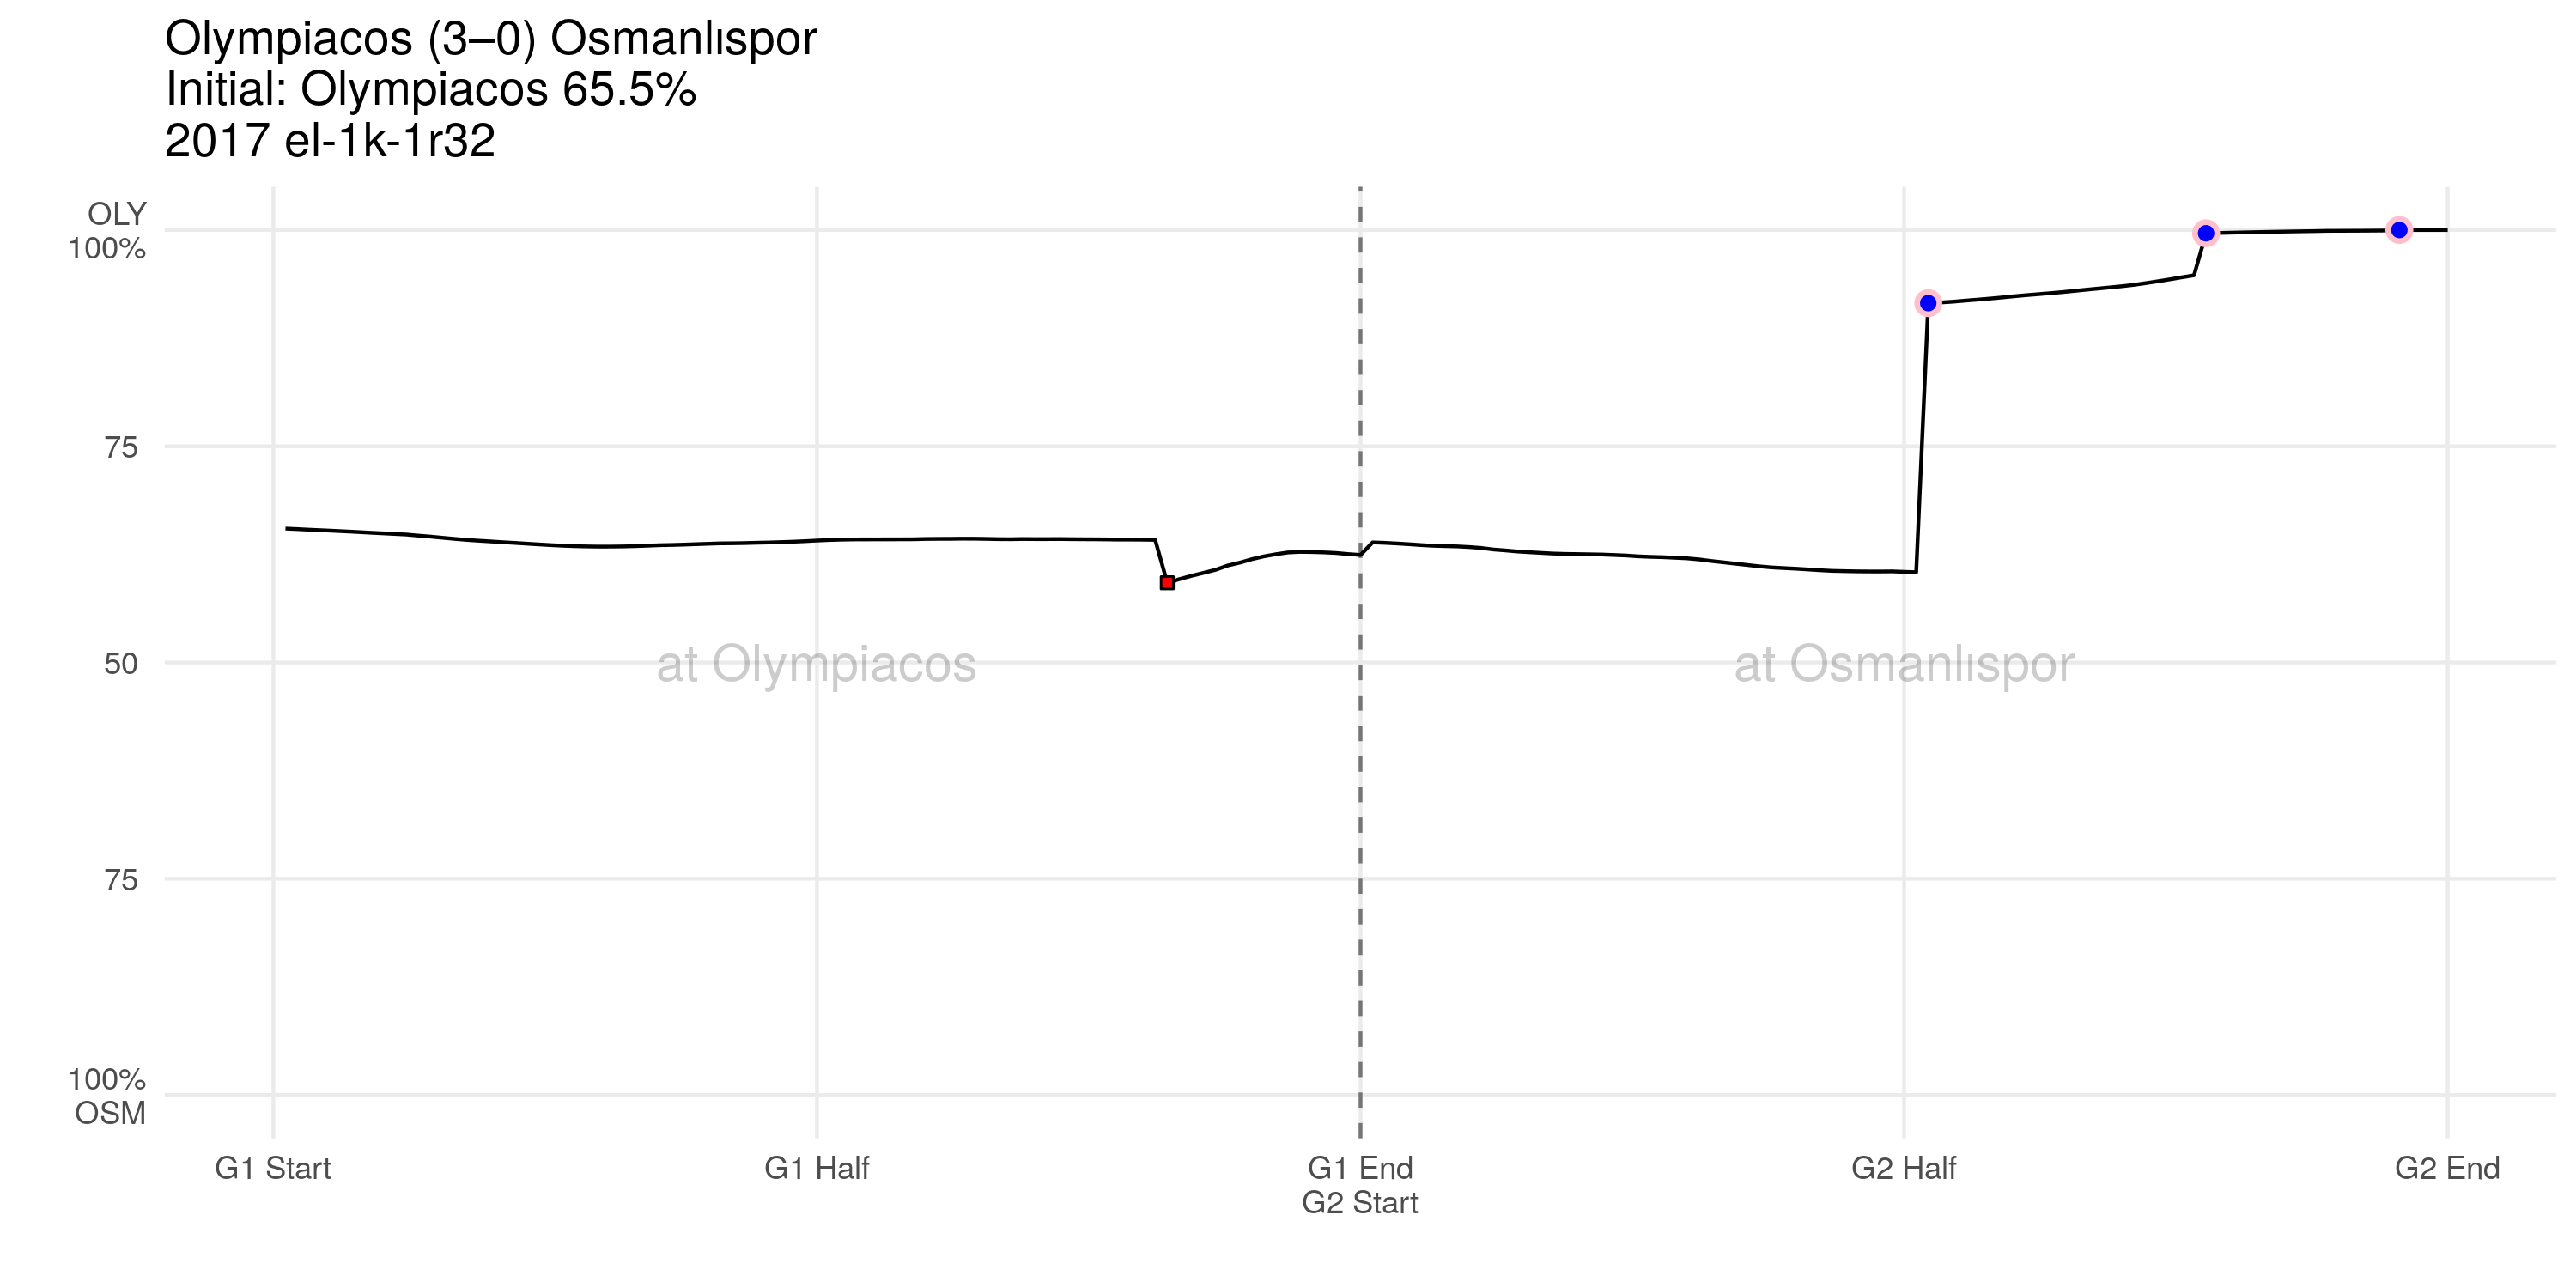 Olympiacos (3–0) Osmanlıspor
Initial: Olympiacos 65.5%
2017 el-1k-1r32
OLY
100%
75
50
75
100%
OSM
at Olympiacos
at Osmanlıspor
G1 Start
G1 Half
G1 End
G2 Start
G2 Half
G2 End